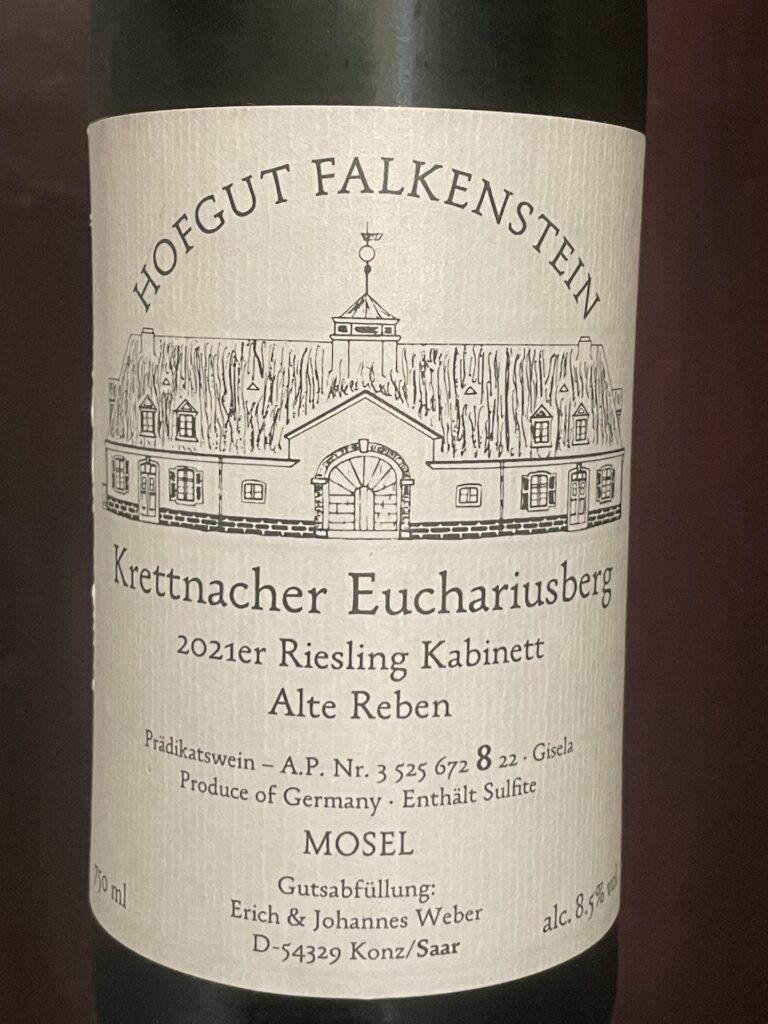 HOFGUT FALKENSTEIN
Krettnacher Euchariusberg
2021er Riesling Kabinett
Alte Reben
Prädikatswein – A.P. Nr. 3 525 672 8 22 · Gisela
Produce of Germany · Enthält Sulfite
MOSEL
750 ml
Gutsabfüllung:
Erich & Johannes Weber
D-54329 Konz/Saar
alc. 8.5% vol